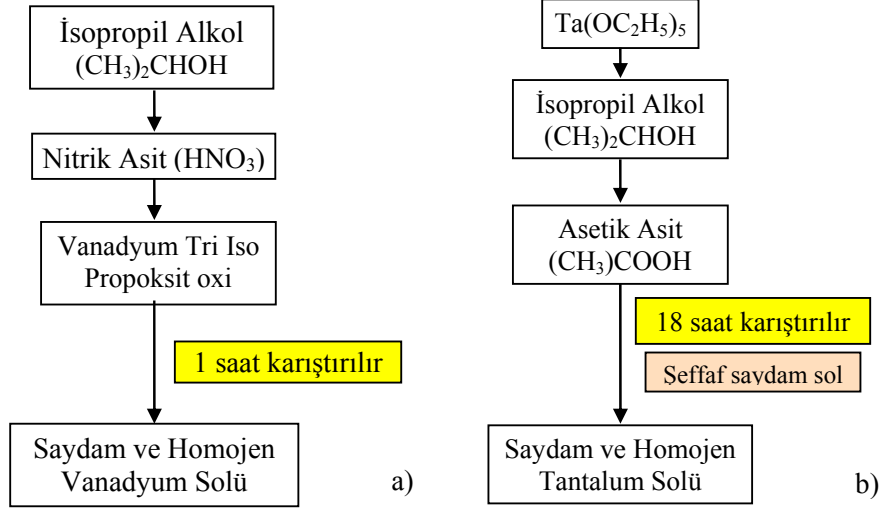 İsopropil Alkol
(CH₃)₂CHOH
Nitrik Asit (HNO₃)
Vanadyum Tri Iso
Propoksit oxi
1 saat karıştırılır
Saydam ve Homojen
Vanadyum Solü
a)
Ta(OC₂H₅)₅
İsopropil Alkol
(CH₃)₂CHOH
Asetik Asit
(CH₃)COOH
18 saat karıştırılır
Şeffaf saydam sol
Saydam ve Homojen
Tantalum Solü
b)